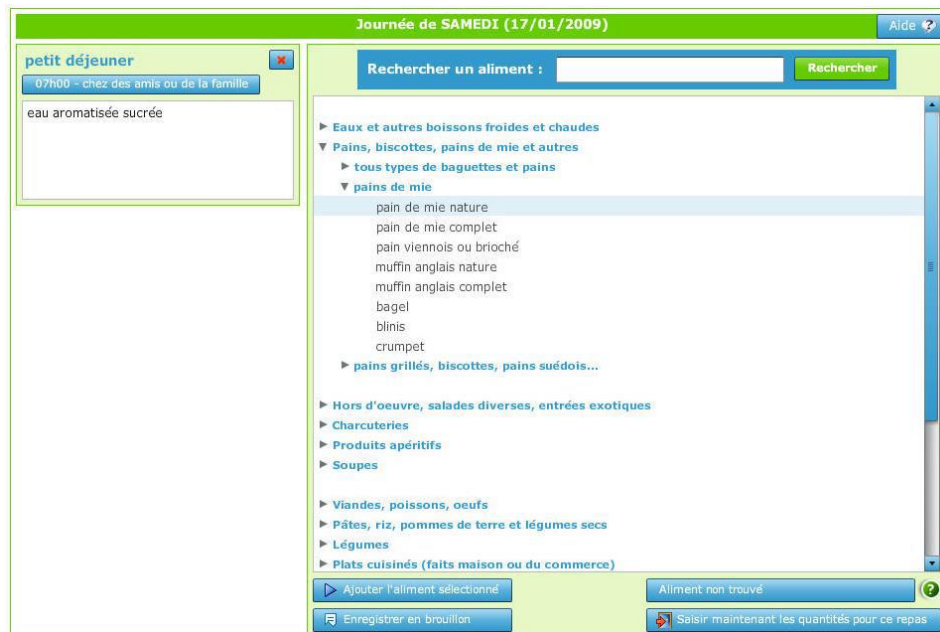 Journée de SAMEDI (17/01/2009)
Aide ?
petit déjeuner
07h00 - chez des amis ou de la famille
eau aromatisée sucrée
Rechercher un aliment :
Rechercher
Eaux et autres boissons froides et chaudes
Pains, biscottes, pains de mie et autres
tous types de baguettes et pains
pains de mie
pain de mie nature
pain de mie complet
pain viennois ou brioché
muffin anglais nature
muffin anglais complet
bagel
blinis
crumpet
pains grillés, biscottes, pains suédois...
Hors d'oeuvre, salades diverses, entrées exotiques
Charcuteries
Produits apéritifs
Soupes
Viandes, poissons, oeufs
Pâtes, riz, pommes de terre et légumes secs
Légumes
Plats cuisinés (faits maison ou du commerce)
Ajouter l'aliment sélectionné
Aliment non trouvé
?
Enregistrer en brouillon
Saisir maintenant les quantités pour ce repas